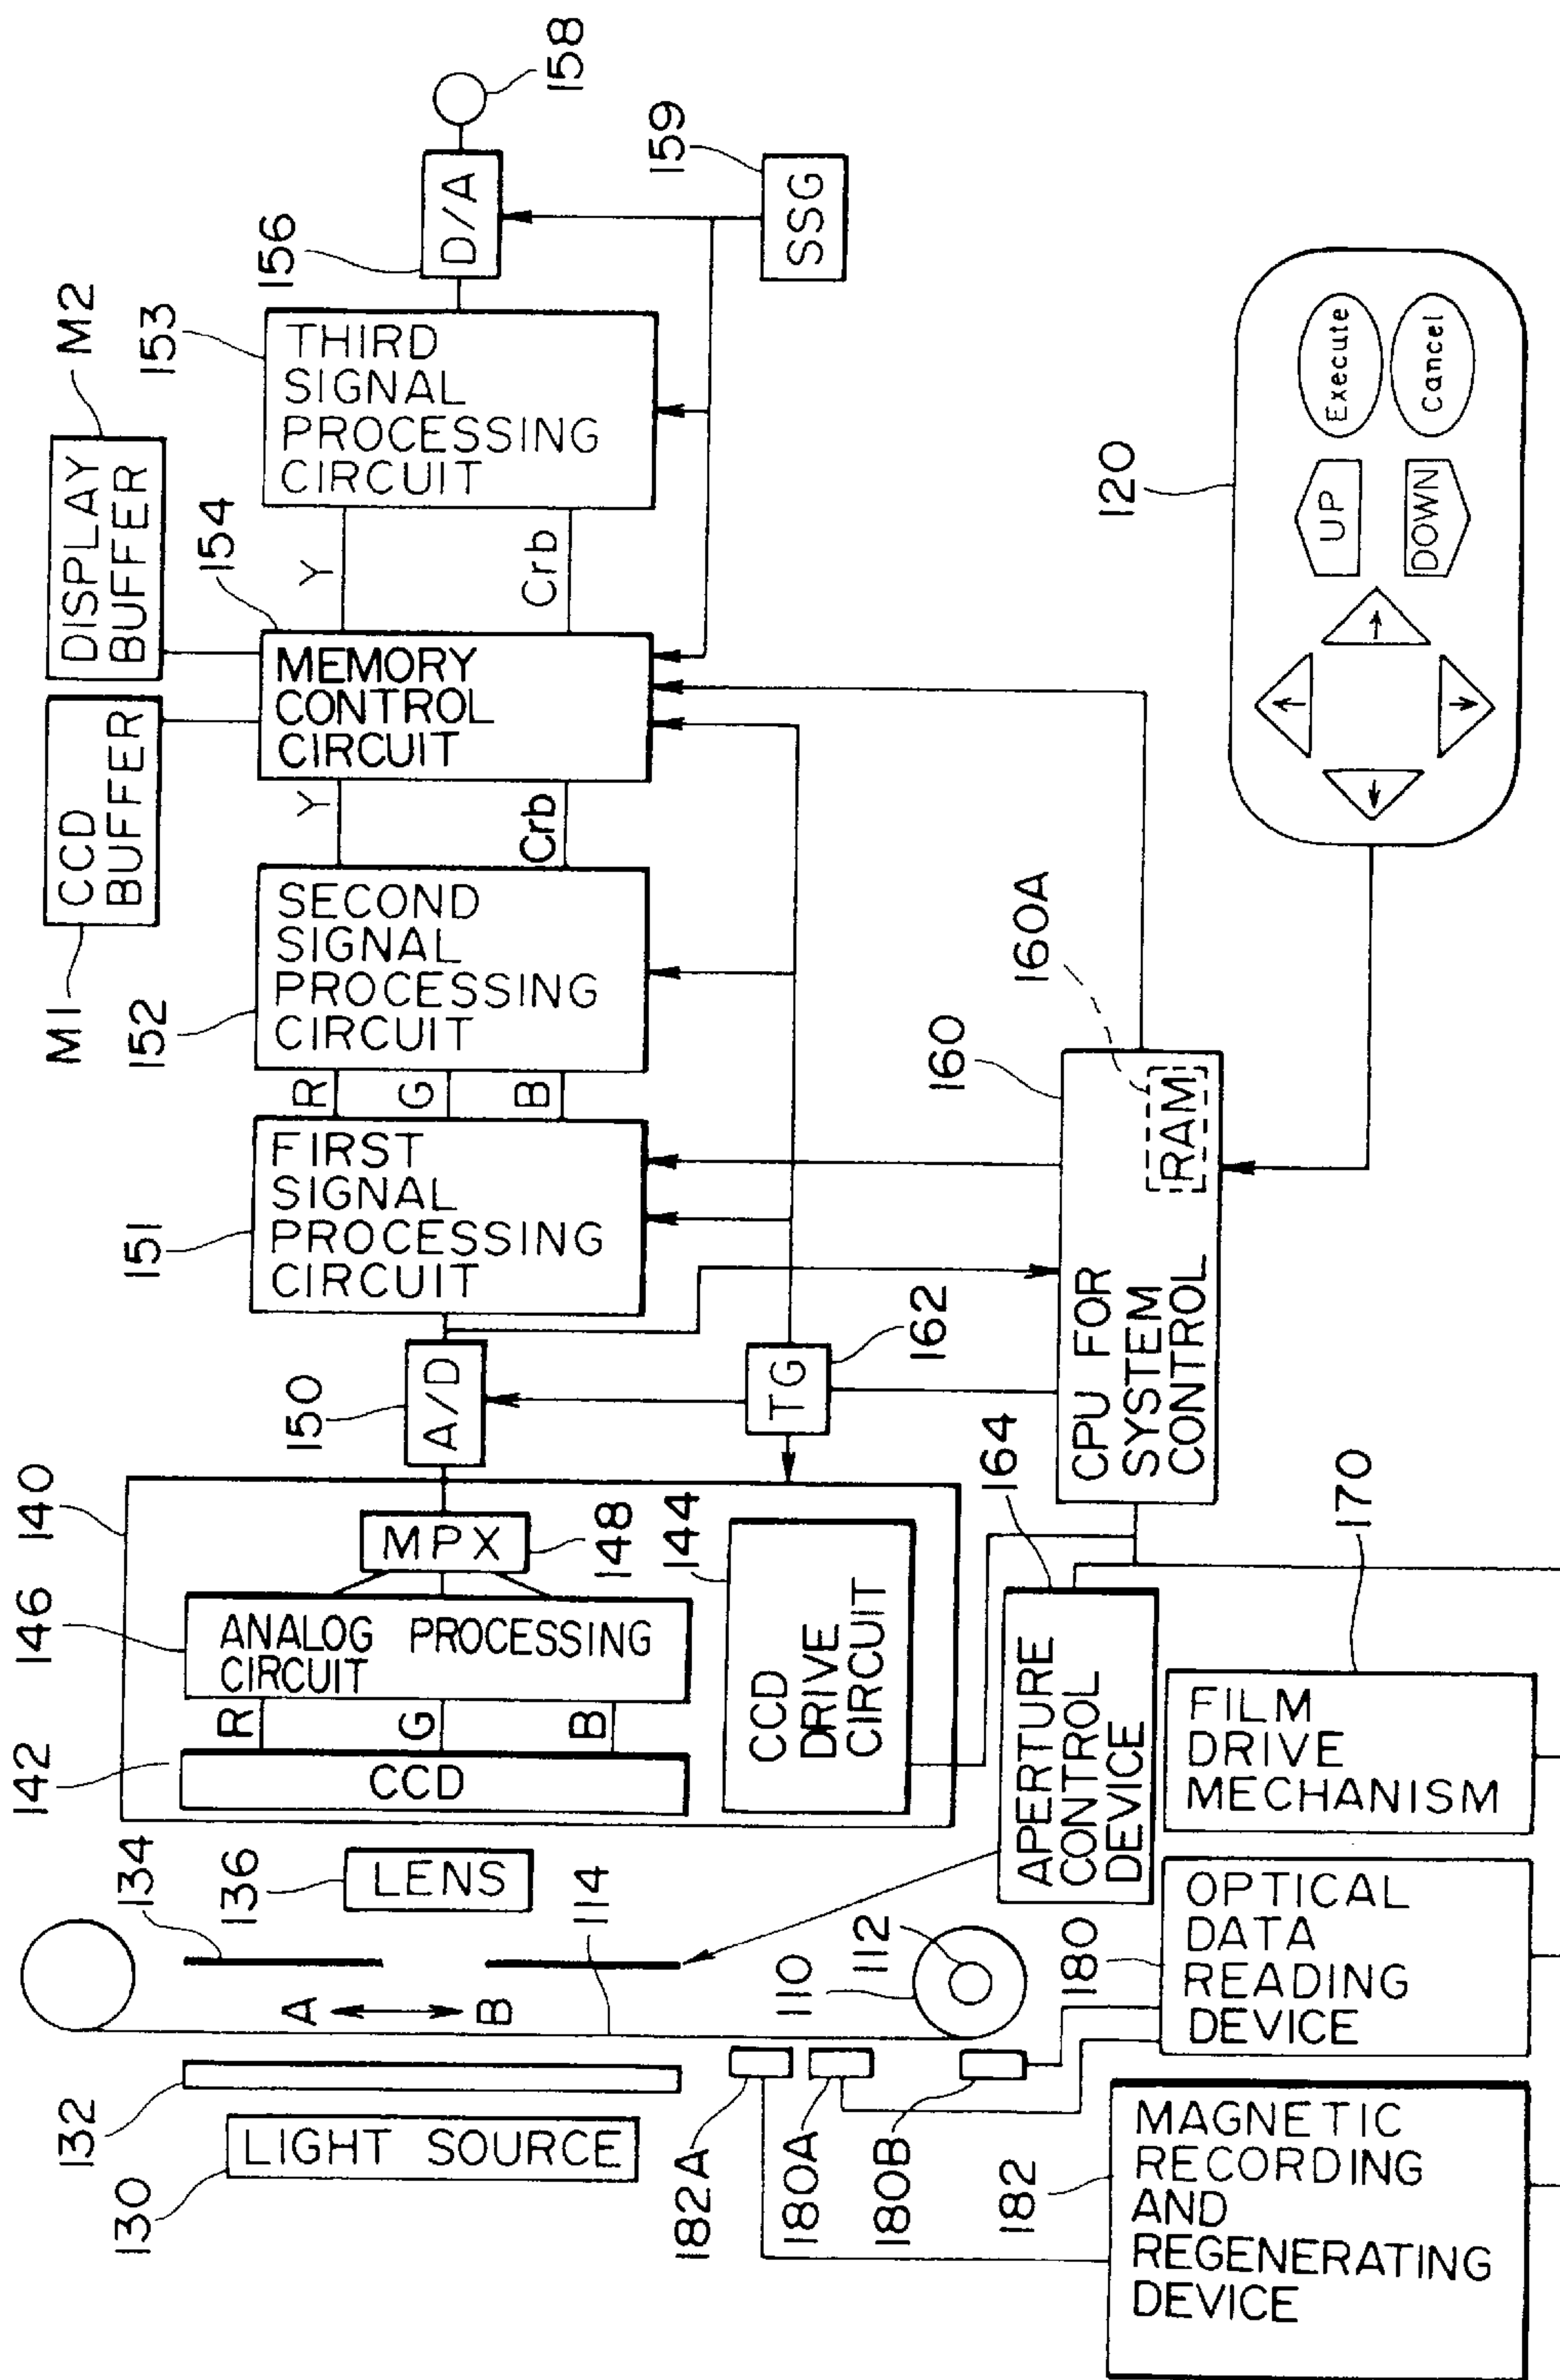 140
146
142
R
G
B
CCD
ANALOG PROCESSING
CIRCUIT
MPX
148
144
CCD
DRIVE
CIRCUIT
134
136
LENS
114
A
B
132
130
LIGHT SOURCE
110
112
182A
180A
180B
150
A/D
151
FIRST
SIGNAL
PROCESSING
CIRCUIT
R
G
B
152
SECOND
SIGNAL
PROCESSING
CIRCUIT
Y
Crb
M1
CCD
BUFFER
DISPLAY
BUFFER
M2
154
MEMORY
CONTROL
CIRCUIT
Y
Crb
153
THIRD
SIGNAL
PROCESSING
CIRCUIT
156
D/A
158
159
SSG
TG
162
160
160A
CPU FOR
SYSTEM
CONTROL
RAM
164
APERTURE
CONTROL
DEVICE
170
FILM
DRIVE
MECHANISM
180
OPTICAL
DATA
READING
DEVICE
182
MAGNETIC
RECORDING
AND
REGENERATING
DEVICE
120
UP
DOWN
Execute
Cancel